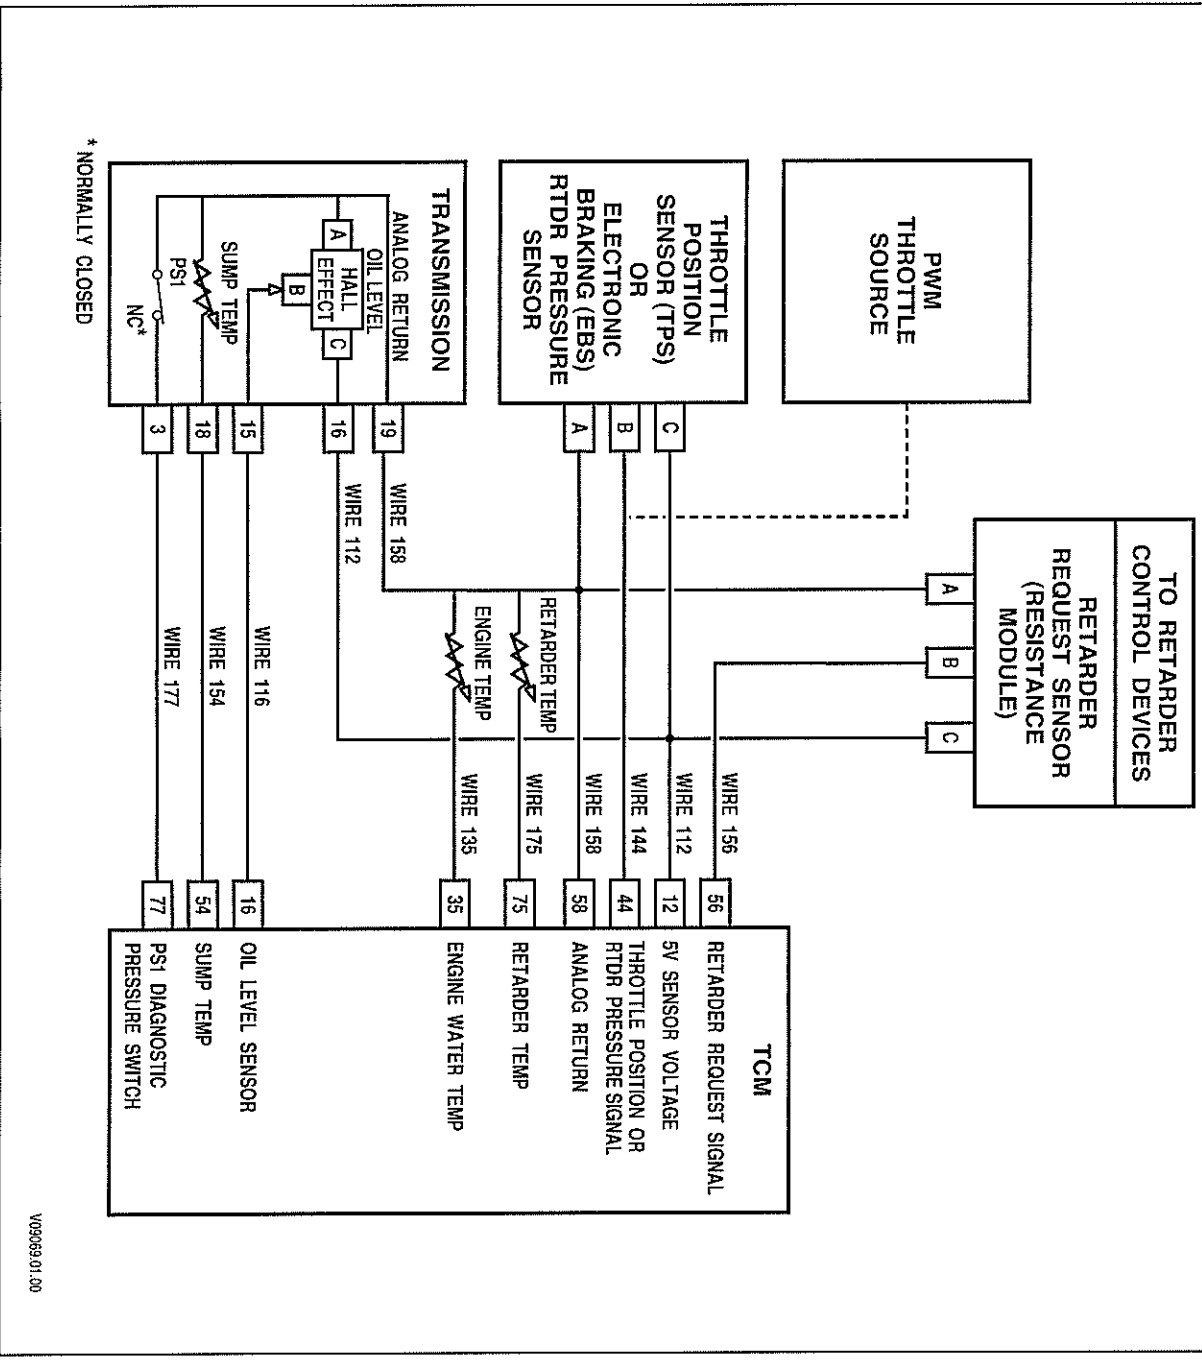 TO RETARDER
CONTROL DEVICES
RETARDER
REQUEST SENSOR
(RESISTANCE
MODULE)
A
B
C
PWM
THROTTLE
SOURCE
THROTTLE
POSITION
SENSOR (TPS)
OR
ELECTRONIC
BRAKING (EBS)
RTDR PRESSURE
SENSOR
C
B
A
TRANSMISSION
ANALOG RETURN
OIL LEVEL
A
HALL
EFFECT
B
C
SUMP TEMP
PS1
NC*
19
16
15
18
3
* NORMALLY CLOSED
WIRE 158
WIRE 112
WIRE 116
WIRE 154
WIRE 177
RETARDER TEMP
ENGINE TEMP
WIRE 156
WIRE 112
WIRE 144
WIRE 158
WIRE 175
WIRE 135
TCM
56
RETARDER REQUEST SIGNAL
12
5V SENSOR VOLTAGE
44
THROTTLE POSITION OR
RTDR PRESSURE SIGNAL
58
ANALOG RETURN
75
RETARDER TEMP
35
ENGINE WATER TEMP
16
OIL LEVEL SENSOR
54
SUMP TEMP
77
PS1 DIAGNOSTIC
PRESSURE SWITCH
V09069.01.00